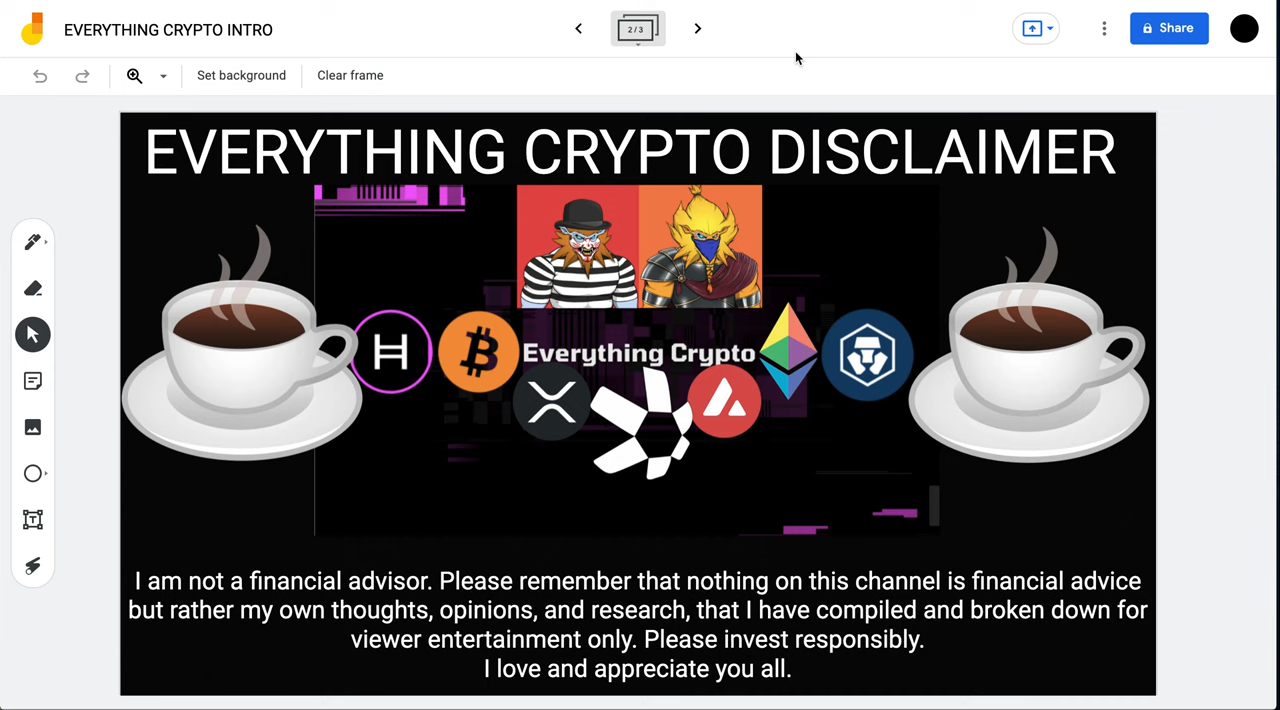 EVERYTHING CRYPTO INTRO
2 / 3
Share
Set background
Clear frame
EVERYTHING CRYPTO DISCLAIMER
Everything Crypto
I am not a financial advisor. Please remember that nothing on this channel is financial advice
but rather my own thoughts, opinions, and research, that I have compiled and broken down for
viewer entertainment only. Please invest responsibly.
I love and appreciate you all.